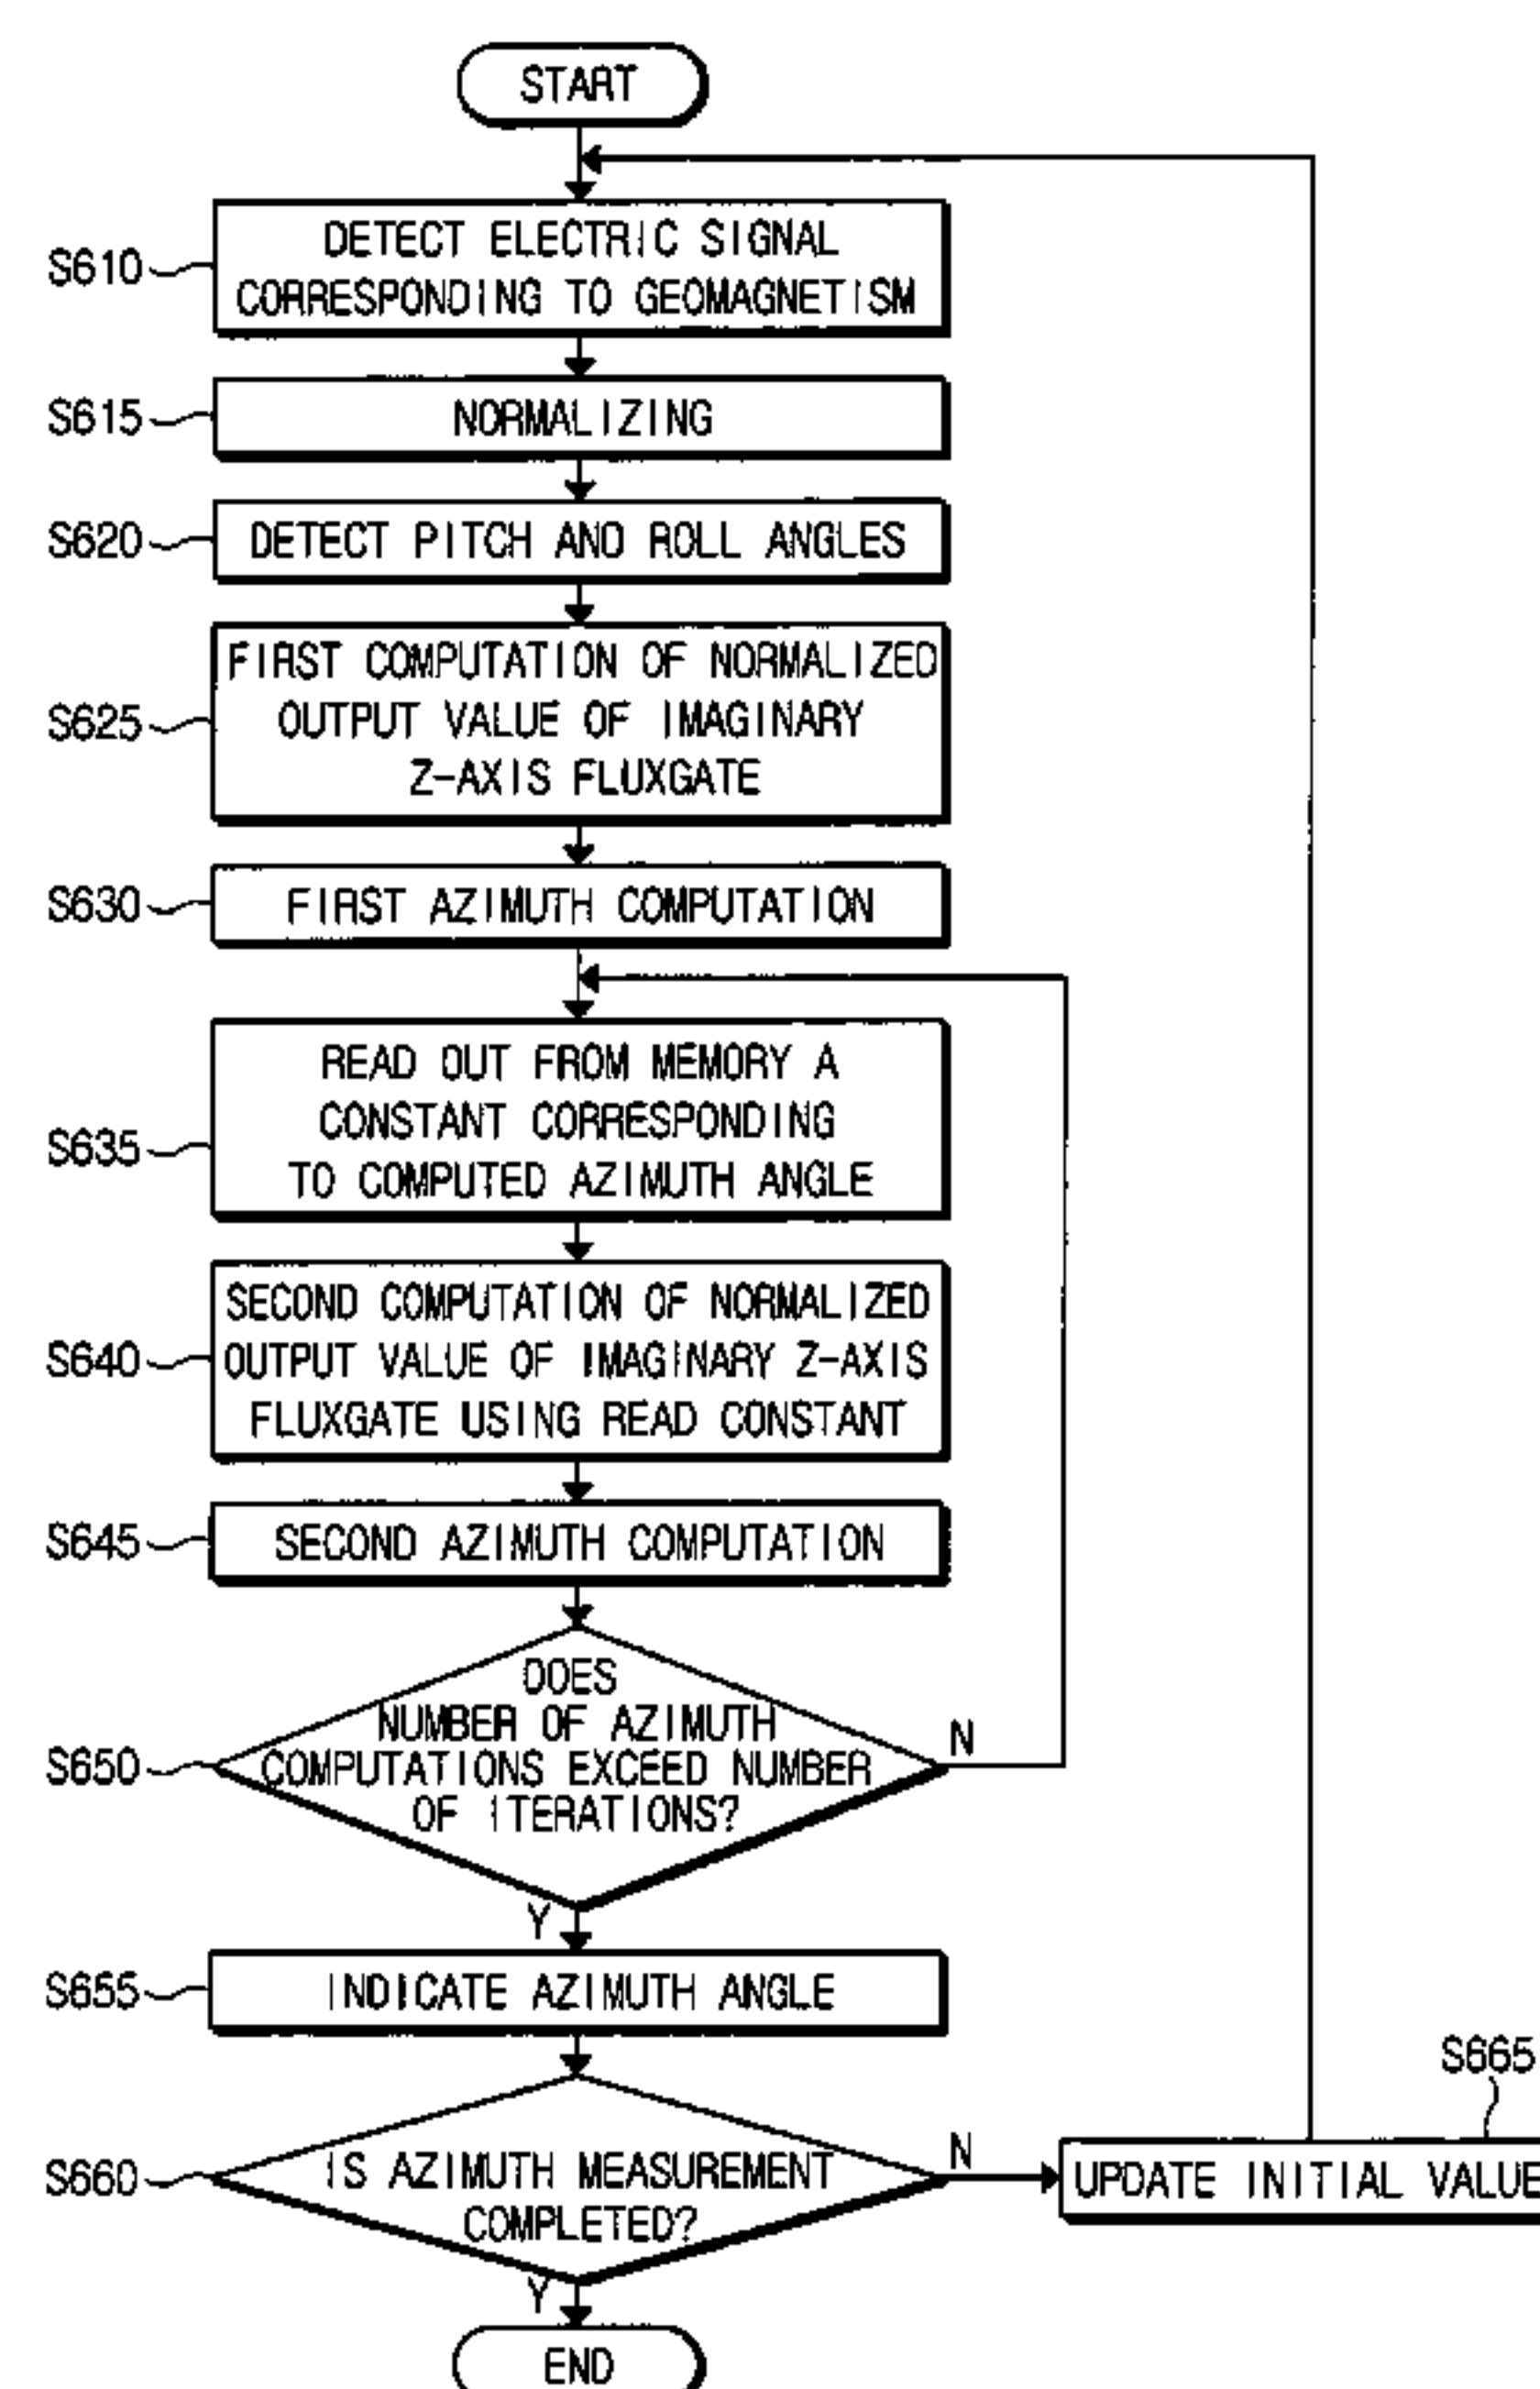 START
S610
DETECT ELECTRIC SIGNAL
CORRESPONDING TO GEOMAGNETISM
S615
NORMALIZING
S620
DETECT PITCH AND ROLL ANGLES
S625
FIRST COMPUTATION OF NORMALIZED
OUTPUT VALUE OF IMAGINARY
Z-AXIS FLUXGATE
S630
FIRST AZIMUTH COMPUTATION
S635
READ OUT FROM MEMORY A
CONSTANT CORRESPONDING
TO COMPUTED AZIMUTH ANGLE
S640
SECOND COMPUTATION OF NORMALIZED
OUTPUT VALUE OF IMAGINARY Z-AXIS
FLUXGATE USING READ CONSTANT
S645
SECOND AZIMUTH COMPUTATION
S650
DOES
NUMBER OF AZIMUTH
COMPUTATIONS EXCEED NUMBER
OF ITERATIONS?
N
Y
S655
INDICATE AZIMUTH ANGLE
S660
IS AZIMUTH MEASUREMENT
COMPLETED?
N
S665
UPDATE INITIAL VALUE
Y
END